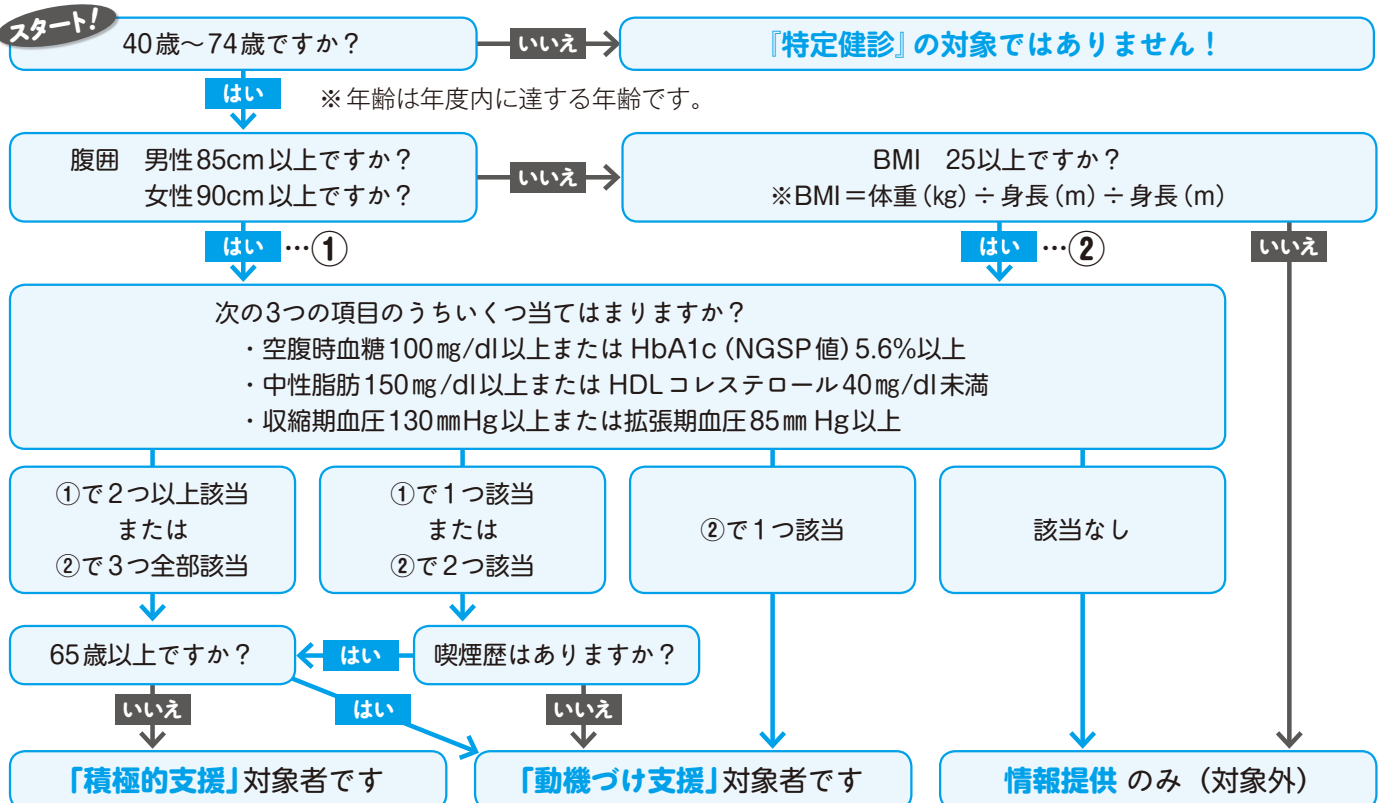 スタート!
40歳～74歳ですか？
いいえ
『特定健診』の対象ではありません！
はい
※年齢は年度内に達する年齢です。
腹囲　男性85cm以上ですか？
女性90cm以上ですか？
いいえ
BMI　25以上ですか？
※BMI＝体重(kg)÷身長(m)÷身長(m)
はい …①
はい …②
いいえ
次の3つの項目のうちいくつ当てはまりますか？
・空腹時血糖100㎎/dl以上または HbA1c (NGSP値) 5.6%以上
・中性脂肪150㎎/dl以上または HDLコレステロール40㎎/dl未満
・収縮期血圧130㎜Hg以上または拡張期血圧85㎜ Hg以上
①で2つ以上該当
または
②で3つ全部該当
①で1つ該当
または
②で2つ該当
②で1つ該当
該当なし
65歳以上ですか？
はい
喫煙歴はありますか？
いいえ
はい
いいえ
「積極的支援」対象者です
「動機づけ支援」対象者です
情報提供 のみ（対象外）